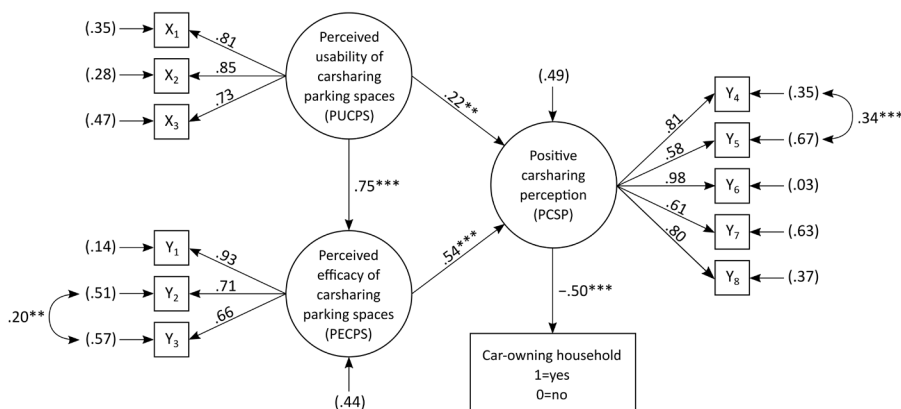 (.35)
X1
.81
(.28)
X2
.85
(.47)
X3
.73
Perceived
usability of
carsharing
parking spaces
(PUCPS)
.22**
.75***
(.14)
Y1
.93
(.51)
Y2
.71
(.57)
Y3
.66
.20**
Perceived
efficacy of
carsharing
parking spaces
(PECPS)
(.44)
.54***
(.49)
Positive
carsharing
perception
(PCSP)
−.50***
Car-owning household
1=yes
0=no
.81
Y4
(.35)
.58
Y5
(.67)
.34***
.98
Y6
(.03)
.61
Y7
(.63)
.80
Y8
(.37)